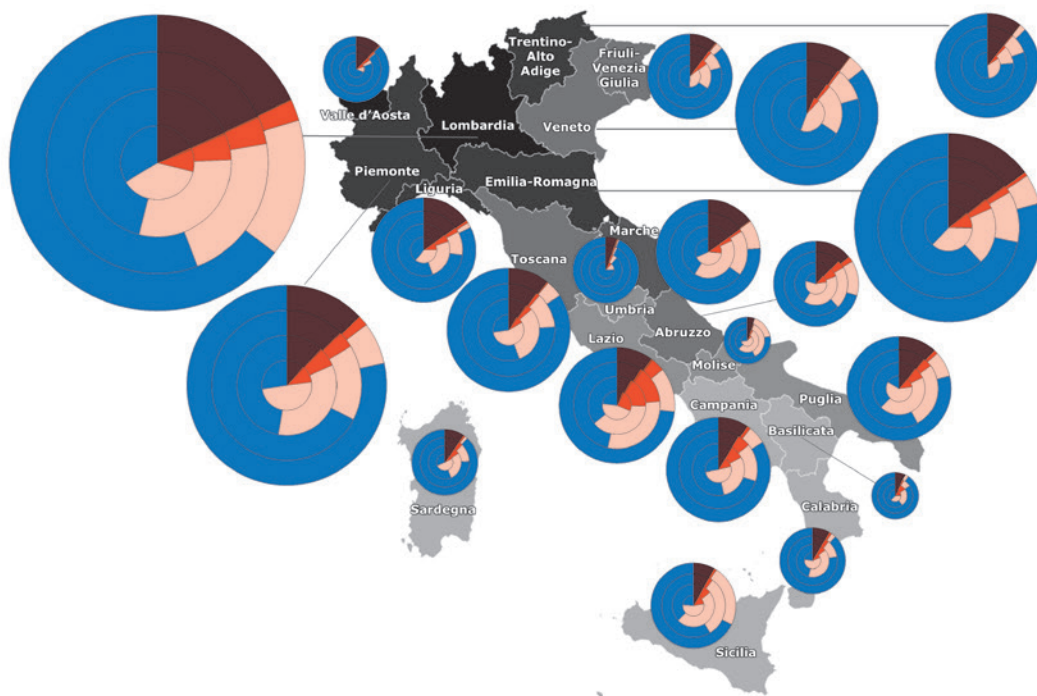 Trentino-
Alto
Adige
Friuli-
Venezia
Giulia
Valle d'Aosta
Lombardia
Veneto
Piemonte
Liguria
Emilia-Romagna
Marche
Toscana
Umbria
Lazio
Abruzzo
Molise
Campania
Puglia
Basilicata
Sardegna
Calabria
Sicilia